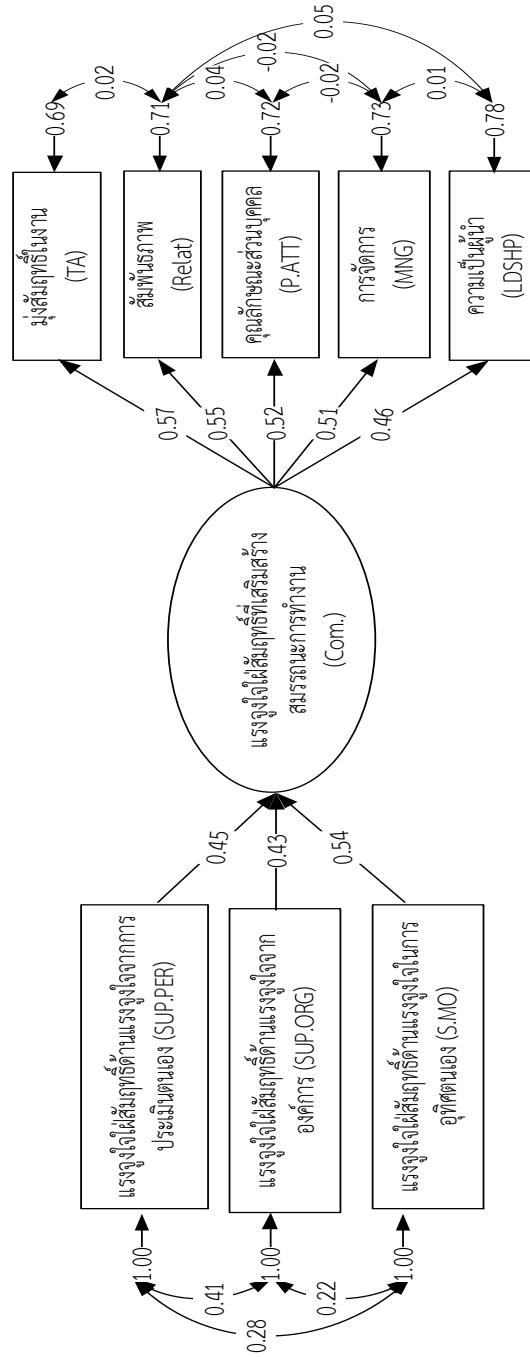 0.28
0.41
0.22
1.00
1.00
1.00
แรงจูงใจใฝ่สัมฤทธิ์ด้านแรงจูงใจจากการ
ประเมินตนเอง (SUP.PER)
แรงจูงใจใฝ่สัมฤทธิ์ด้านแรงจูงใจจาก
องค์การ (SUP.ORG)
แรงจูงใจใฝ่สัมฤทธิ์ด้านแรงจูงใจในการ
อุทิศตนเอง (S.MO)
0.45
0.43
0.54
แรงจูงใจใฝ่สัมฤทธิ์ที่เสริมสร้าง
สมรรถนะการทำงาน
(Com.)
0.57
0.55
0.52
0.51
0.46
มุ่งสัมฤทธิ์ในงาน
(TA)
สัมพันธภาพ
(Relat)
คุณลักษณะส่วนบุคคล
(P.ATT)
การจัดการ
(MNG)
ความเป็นผู้นำ
(LDSHP)
0.69
0.71
0.72
0.73
0.78
0.02
0.04
-0.02
0.01
-0.02
0.05